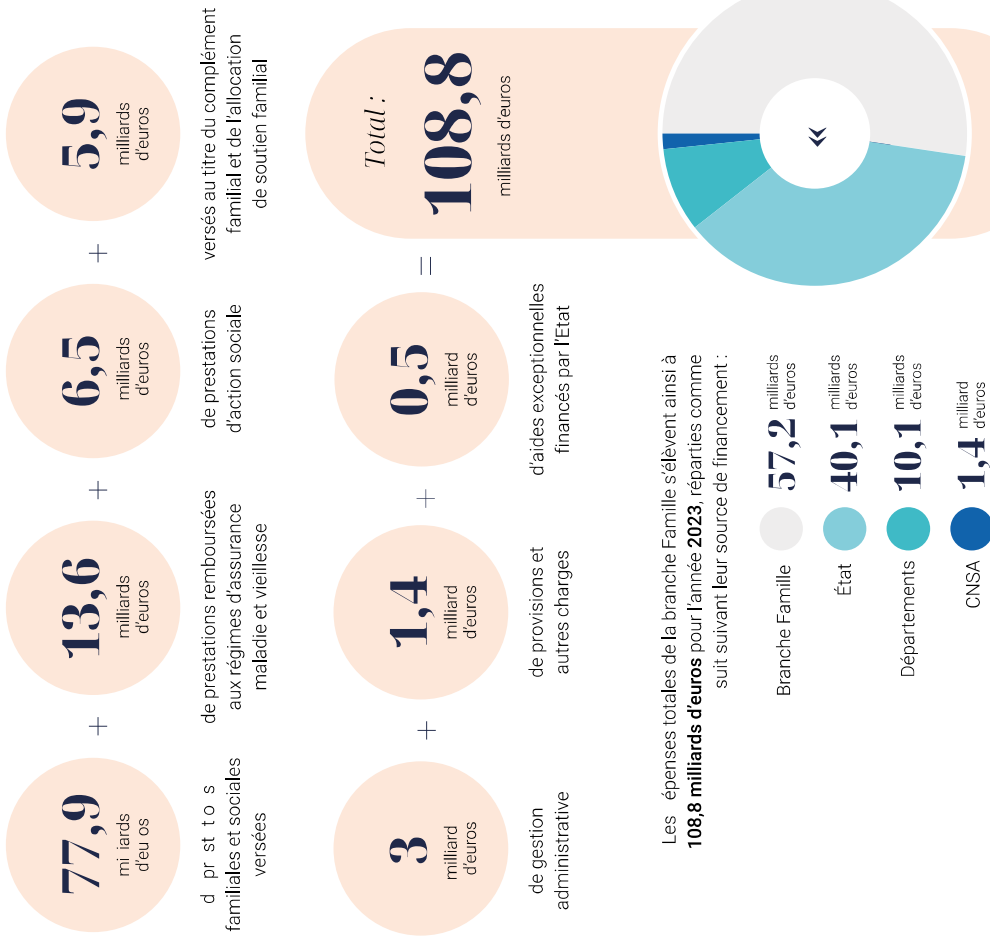 77,9
mi iards
d'eu os
d pr st t o s
familiales et sociales
versées
+
13,6
milliards
d'euros
de prestations remboursées
aux régimes d'assurance
maladie et vieillesse
+
6,5
milliards
d'euros
de prestations
d'action sociale
+
5,9
milliards
d'euros
versés au titre du complément
familial et de l'allocation
de soutien familial
3
milliard
d'euros
de gestion
administrative
+
1,4
milliard
d'euros
de provisions et
autres charges
+
0,5
milliard
d'euros
d'aides exceptionnelles
financés par l'Etat
=
Total :
108,8
milliards d'euros
Les épenses totales de la branche Famille s'élèvent ainsi à
108,8 milliards d'euros pour l'année 2023, réparties comme
suit suivant leur source de financement :
Branche Famille
57,2 milliards
d'euros
État
40,1 milliards
d'euros
Départements
10,1 milliards
d'euros
CNSA
1,4 milliard
d'euros
«